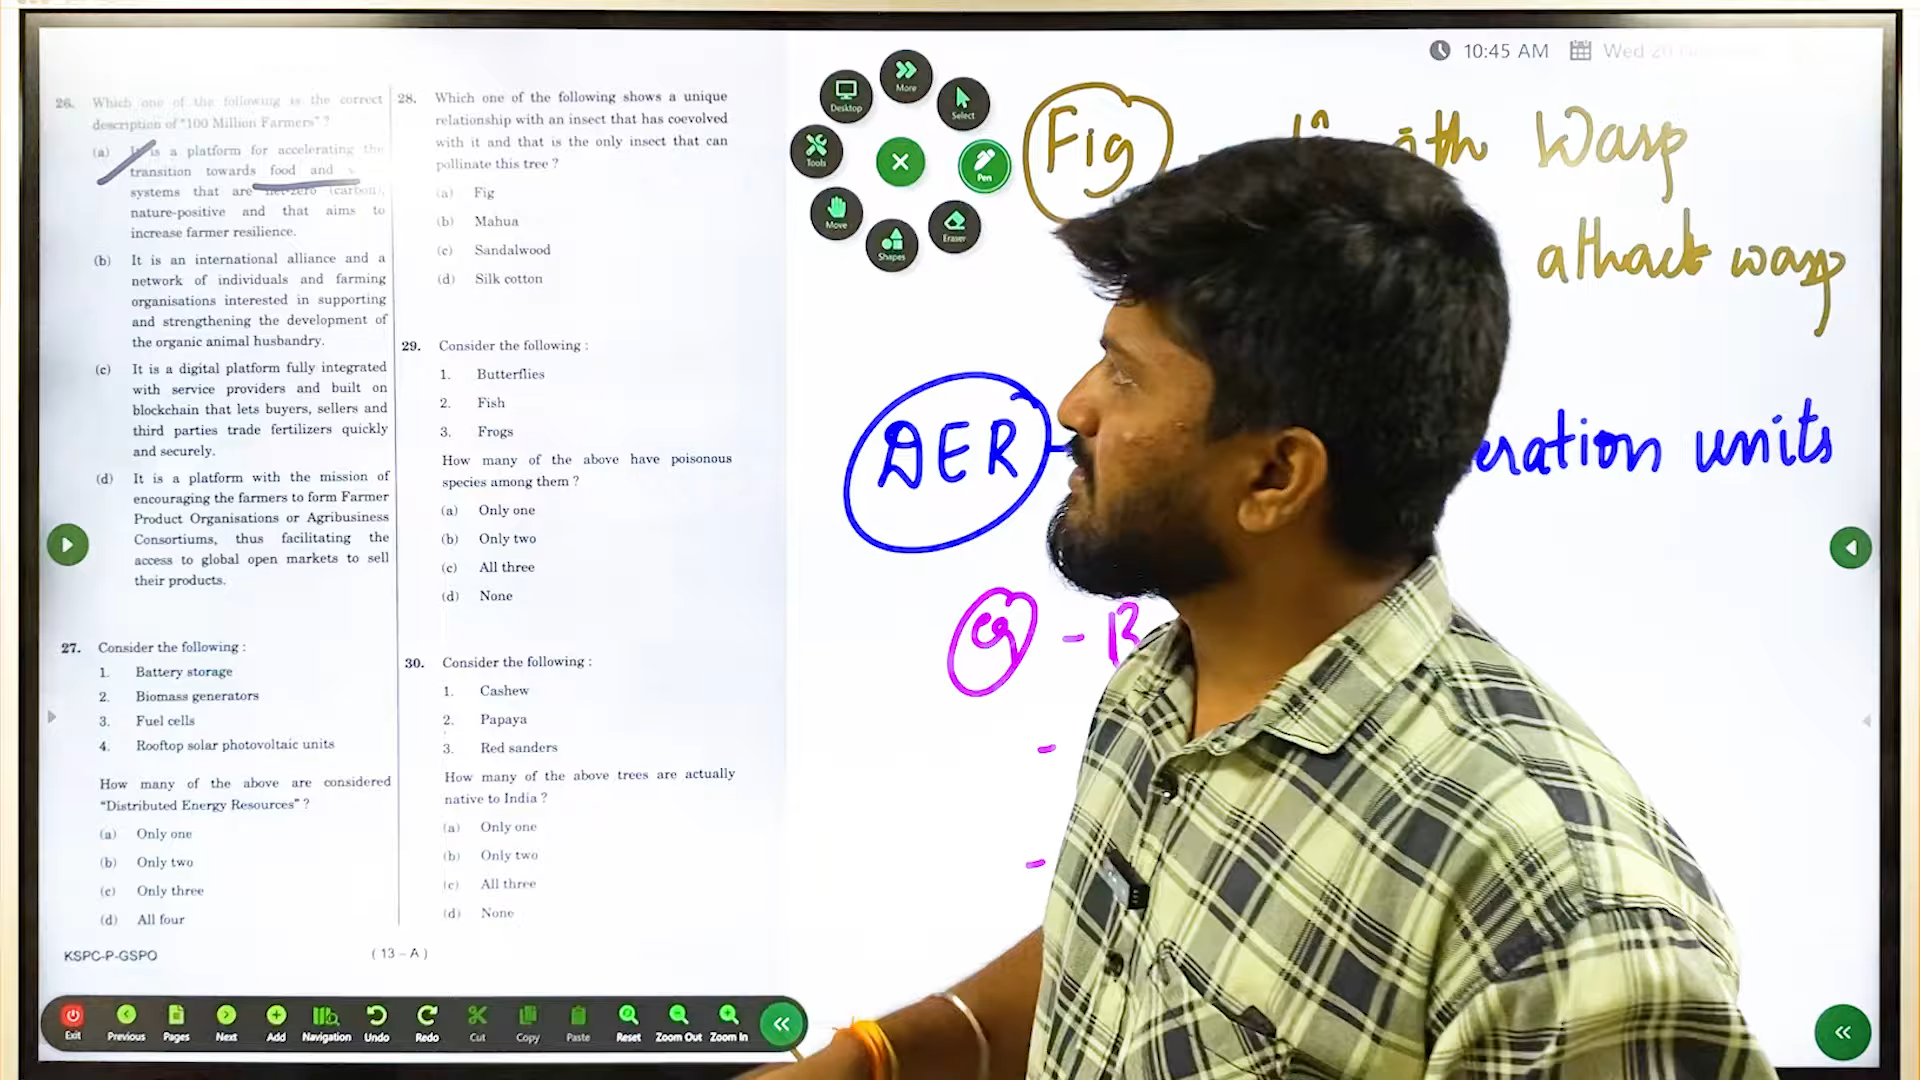 10:45 AM Wed 20
26. Which one of the following is the correct
description of "100 Million Farmers" ?
(a) It is a platform for accelerating the
transition towards food and
systems that are net-zero (carbon),
nature-positive and that aims to
increase farmer resilience.
(b) It is an international alliance and a
network of individuals and farming
organisations interested in supporting
and strengthening the development of
the organic animal husbandry.
(c) It is a digital platform fully integrated
with service providers and built on
blockchain that lets buyers, sellers and
third parties trade fertilizers quickly
and securely.
(d) It is a platform with the mission of
encouraging the farmers to form Farmer
Product Organisations or Agribusiness
Consortiums, thus facilitating the
access to global open markets to sell
their products.
27. Consider the following :
1. Battery storage
2. Biomass generators
3. Fuel cells
4. Rooftop solar photovoltaic units
How many of the above are considered
"Distributed Energy Resources" ?
(a) Only one
(b) Only two
(c) Only three
(d) All four
KSPC-P-GSPO
( 13 – A )
28. Which one of the following shows a unique
relationship with an insect that has coevolved
with it and that is the only insect that can
pollinate this tree ?
(a) Fig
(b) Mahua
(c) Sandalwood
(d) Silk cotton
29. Consider the following :
1. Butterflies
2. Fish
3. Frogs
How many of the above have poisonous
species among them ?
(a) Only one
(b) Only two
(c) All three
(d) None
30. Consider the following :
1. Cashew
2. Papaya
3. Red sanders
How many of the above trees are actually
native to India ?
(a) Only one
(b) Only two
(c) All three
(d) None
More
Desktop
Select
Tools
Pen
Move
Eraser
Shapes
Fig Wasp
wasp
DER - eration units
Exit Previous Pages Next Add Navigation Undo Redo Cut Copy Paste Reset Zoom Out Zoom In